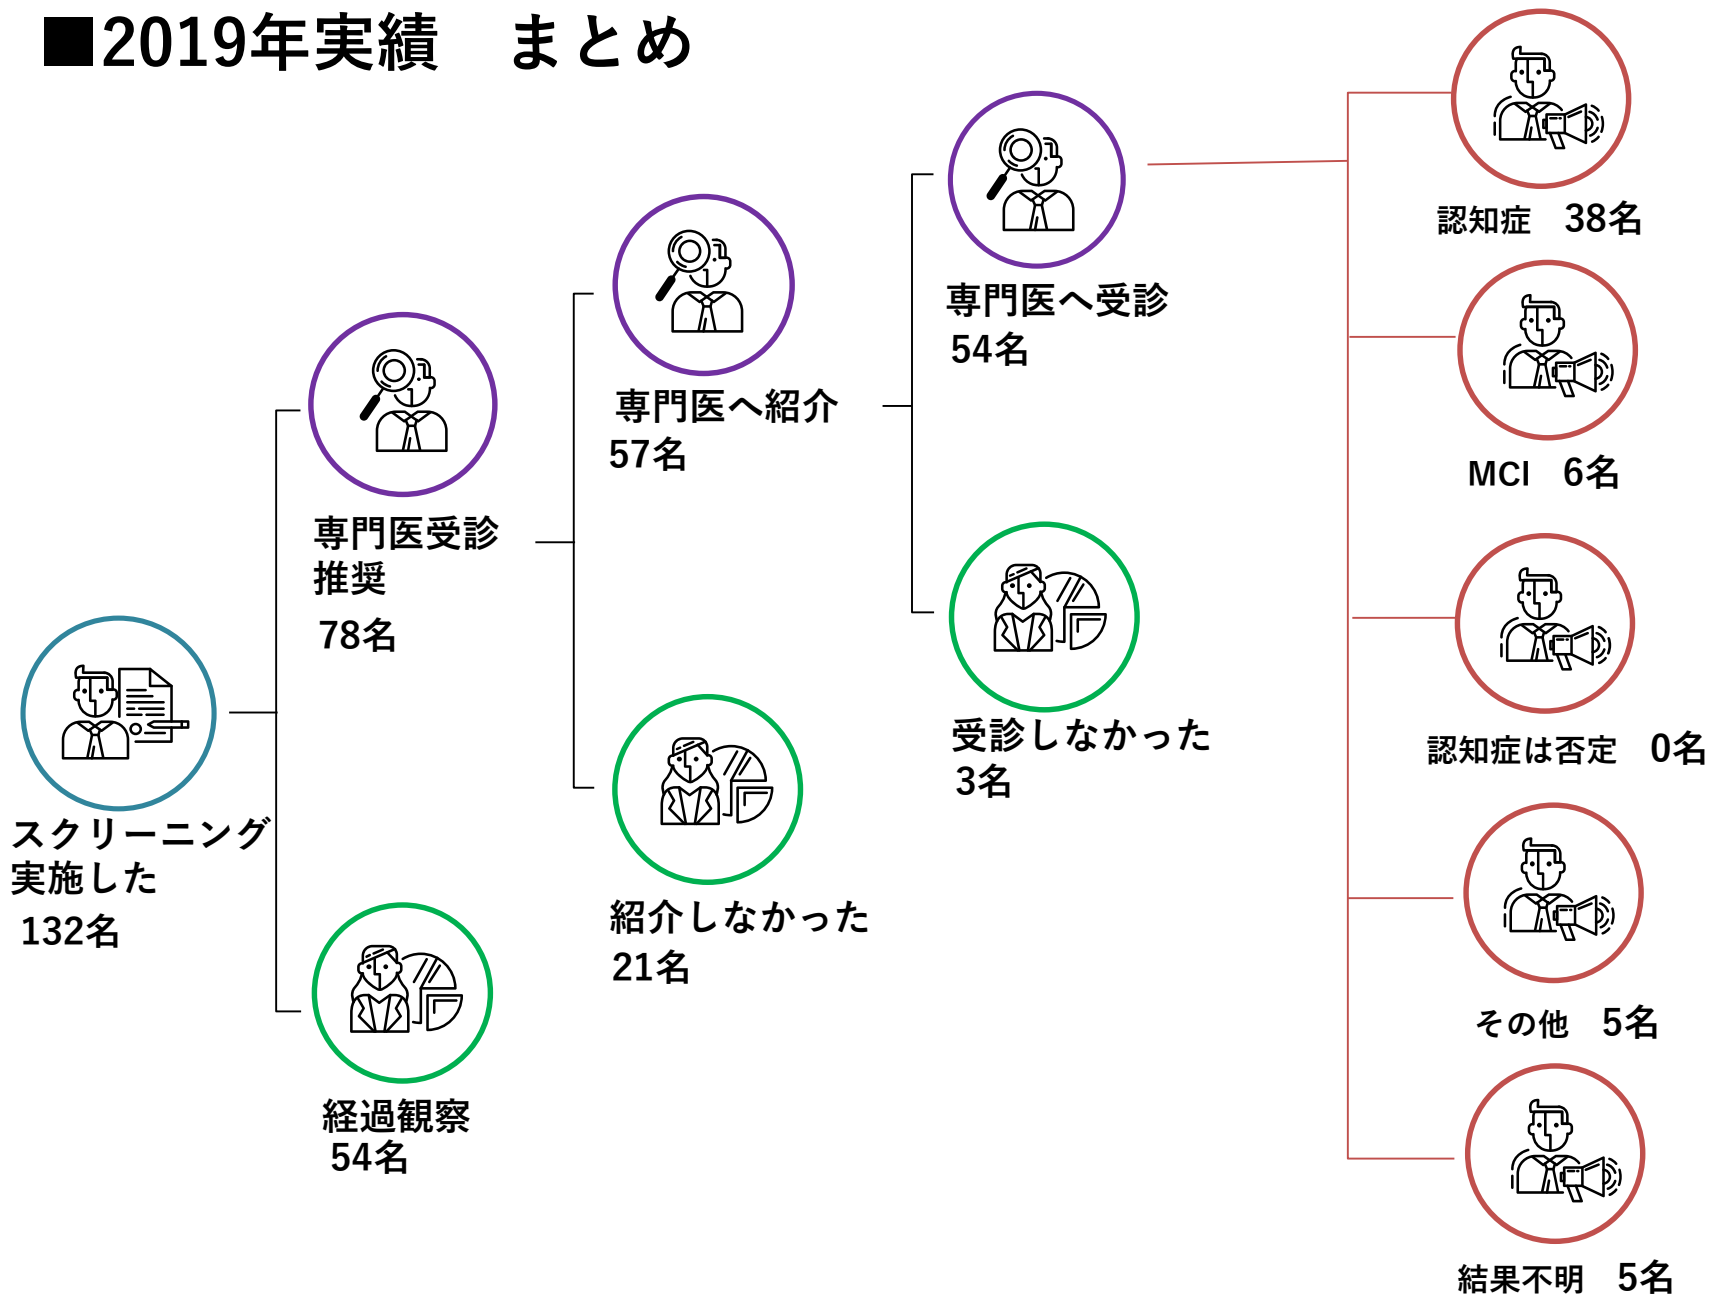 ■2019年実績　まとめ
スクリーニング
実施した
132名
専門医受診
推奨
78名
経過観察
54名
専門医へ紹介
57名
紹介しなかった
21名
専門医へ受診
54名
受診しなかった
3名
認知症　38名
MCI　6名
認知症は否定　0名
その他　5名
結果不明　5名